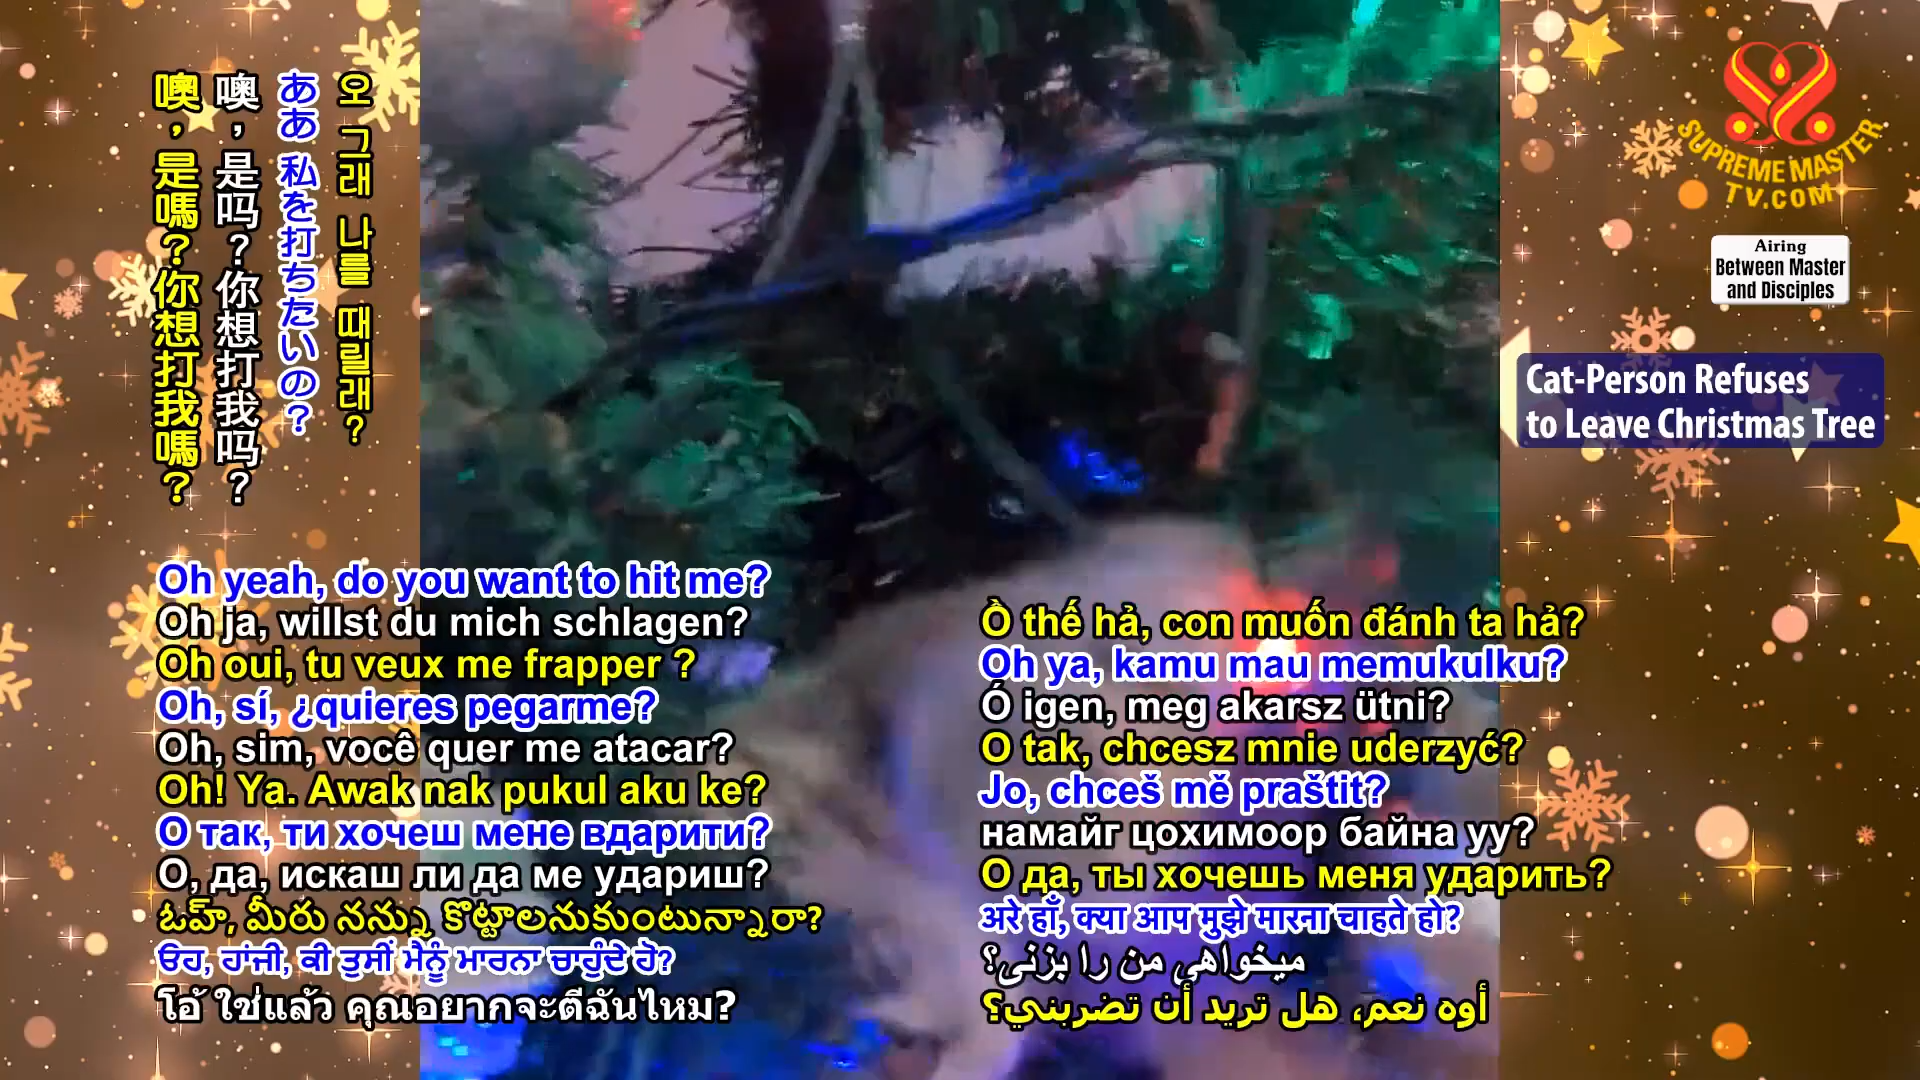 噢，是嗎？你想打我嗎？
噢，是吗？你想打我吗？
ああ 私を打ちたいの？
오 그래 나를 때릴래?
Oh yeah, do you want to hit me?
Oh ja, willst du mich schlagen?
Oh oui, tu veux me frapper ?
Oh, sí, ¿quieres pegarme?
Oh, sim, você quer me atacar?
Oh! Ya. Awak nak pukul aku ke?
О так, ти хочеш мене вдарити?
О, да, искаш ли да ме удариш?
ఓహ్, మీరు నన్ను కొట్టాలనుకుంటున్నారా?
ਓਹ, ਹਾਂਜੀ, ਕੀ ਤੁਸੀਂ ਮੈਨੂੰ ਮਾਰਨਾ ਚਾਹੁੰਦੇ ਹੋ?
โอ้ ใช่แล้ว คุณอยากจะตีฉันไหม?
Ồ thế hả, con muốn đánh ta hả?
Oh ya, kamu mau memukulku?
Ó igen, meg akarsz ütni?
O tak, chcesz mnie uderzyć?
Jo, chceš mě praštit?
намайг цохимоор байна уу?
О да, ты хочешь меня ударить?
अरे हाँ, क्या आप मुझे मारना चाहते हो?
میخواهی من را بزنی؟
أوه نعم، هل تريد أن تضربني؟
SUPREME MASTER
TV.COM
Airing
Between Master
and Disciples
Cat-Person Refuses
to Leave Christmas Tree